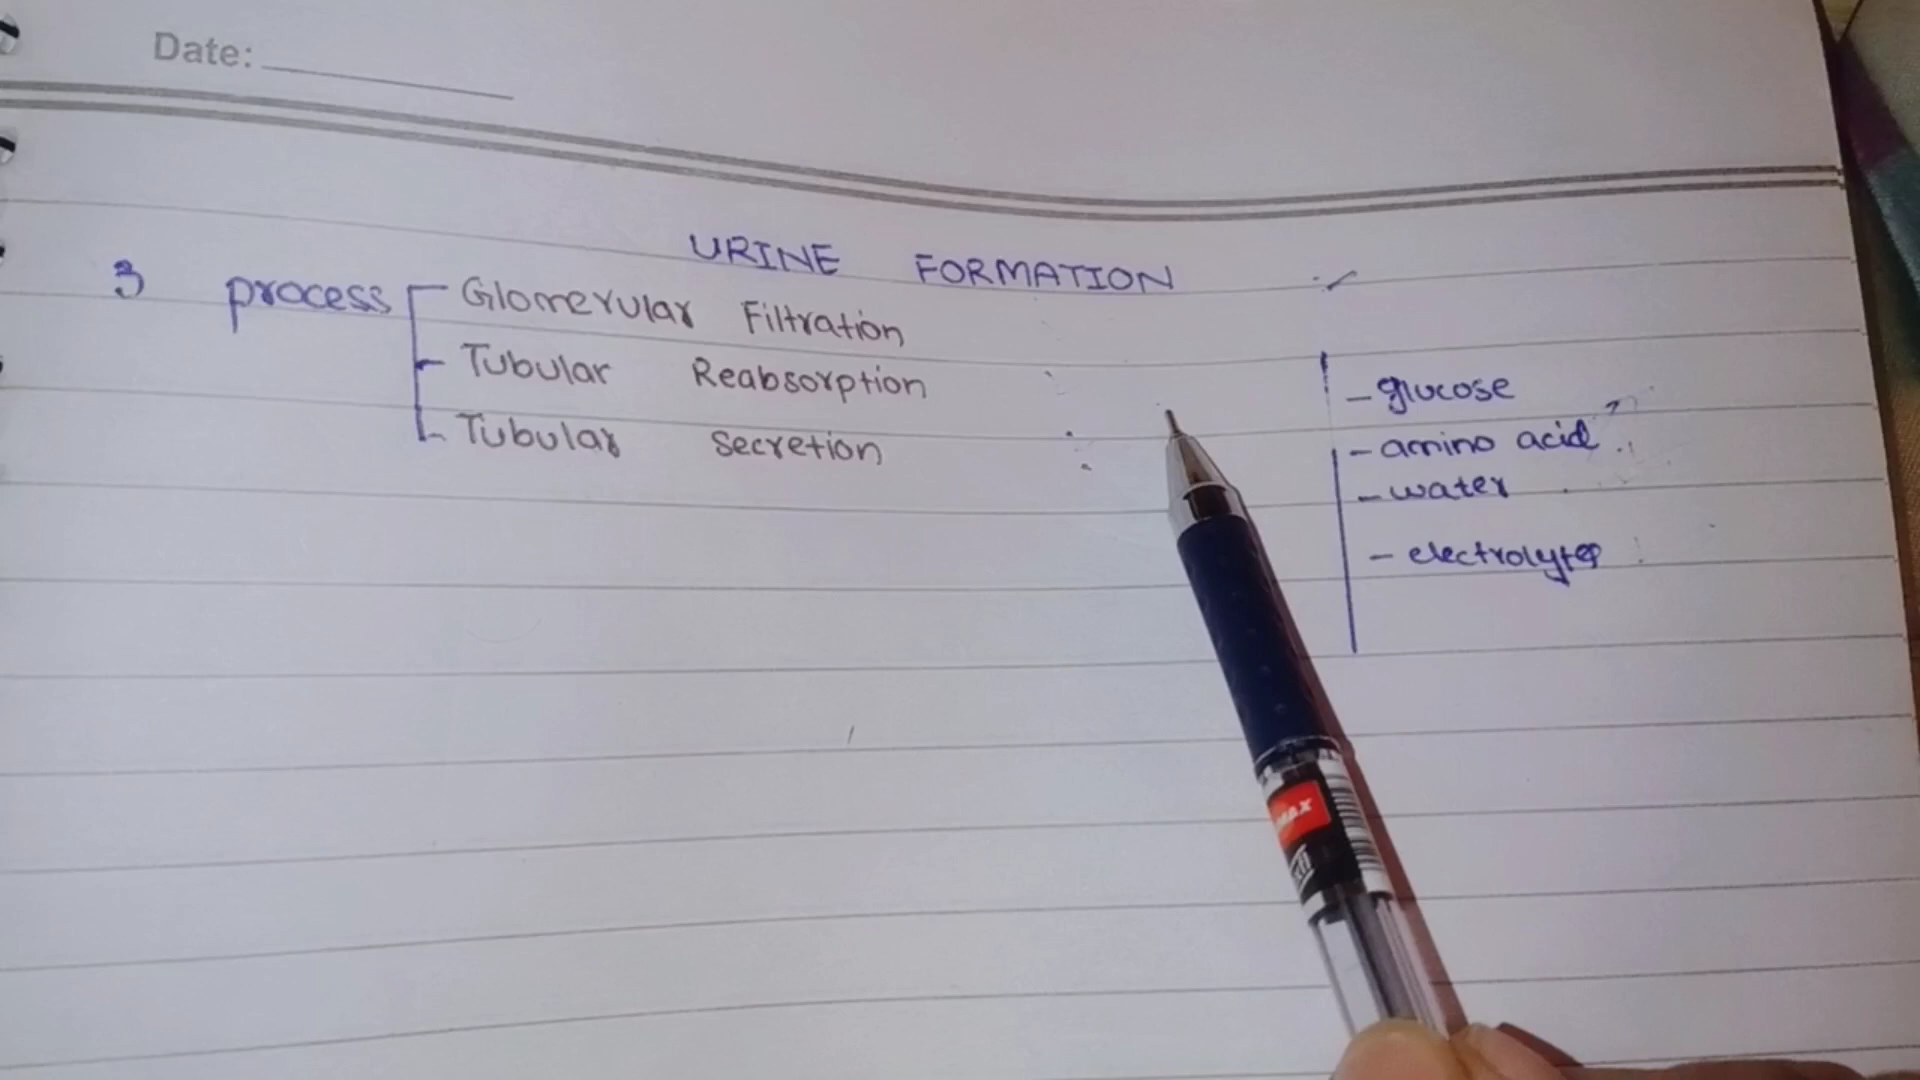 Date:
URINE FORMATION
3 process
Glomerular Filtration
Tubular Reabsorption
Tubular secretion
- glucose
- amino acid
- water
- electrolytes